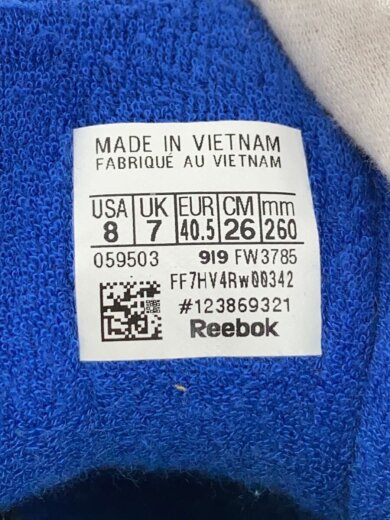 MADE IN VIETNAM
FABRIQUÉ AU VIETNAM
USA UK EUR CM mm
8 7 40.5 26 260
059503 919 FW3785
FF7HV4Rw00342
#123869321
Reebok